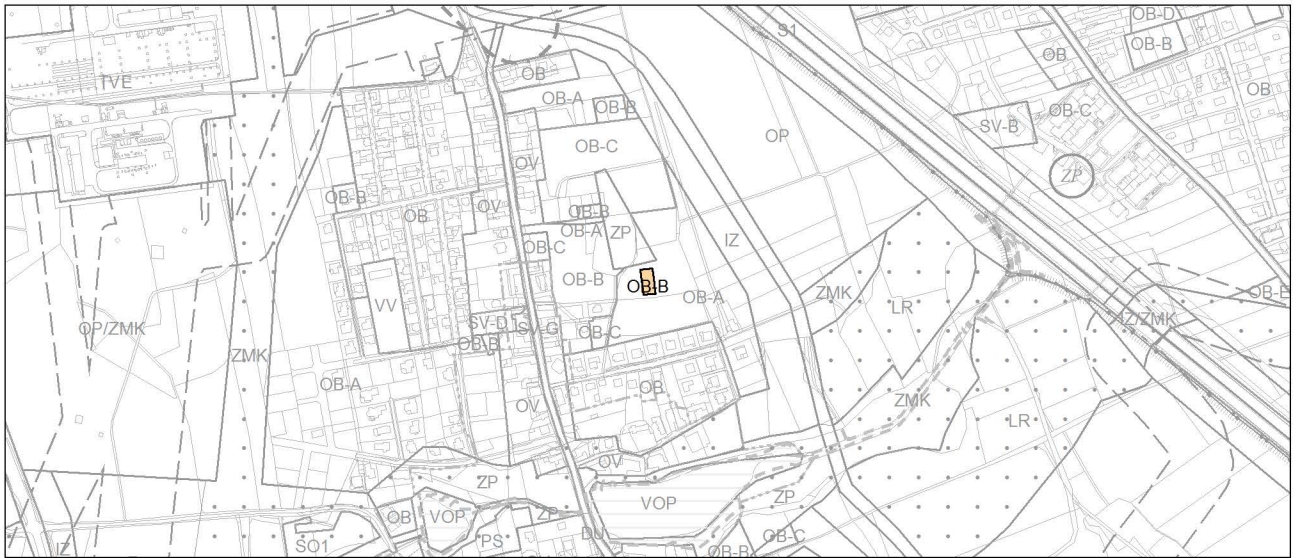 S1
OB-D
OB
OB-B
TVE
OB
OB
OB-A
OB-B
OB-C
SV-B
OP
OB-C
ZP
OV
OB-B
OB
OV
OB-B
OB-A
ZP
IZ
OB-C
OB-B
OB-B
OB-A
ZMK
LR
OB-E
VV
OP/ZMK
ZMK
SV-D
SV-G
OB-C
OB-B
IZ/ZMK
OB-A
OB
OV
ZMK
LR
OV
ZP
ZP
VOP
OB
VOP
ZP
PS
DU
SO1
IZ
OB-B
OB-C